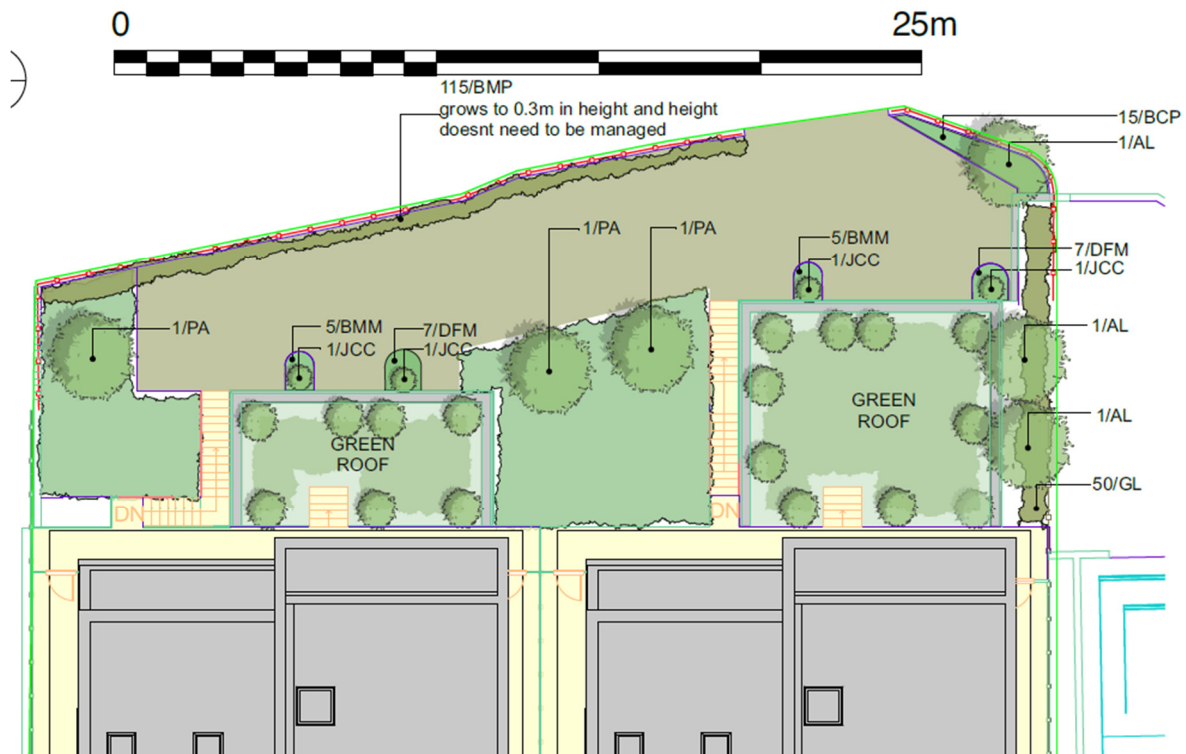 0
25m
115/BMP
grows to 0.3m in height and height
doesnt need to be managed
15/BCP
1/AL
1/PA
1/PA
5/BMM
1/JCC
7/DFM
1/JCC
1/PA
5/BMM
1/JCC
7/DFM
1/JCC
1/AL
GREEN
ROOF
GREEN
ROOF
1/AL
50/GL
DN
DN